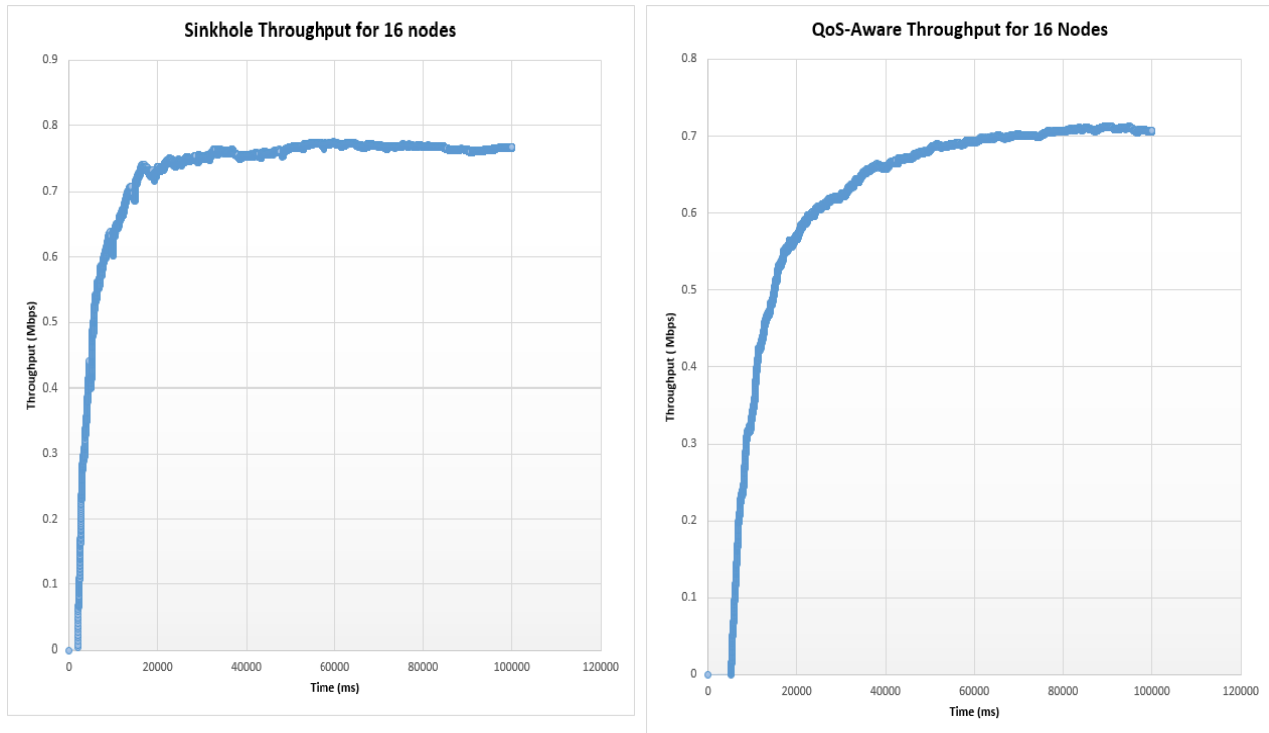 Sinkhole Throughput for 16 nodes
0.9
0.8
0.7
0.6
0.5
0.4
0.3
0.2
0.1
0
Throughput (Mbps)
0 20000 40000 60000 80000 100000 120000
Time (ms)
QoS-Aware Throughput for 16 Nodes
0.8
0.7
0.6
0.5
0.4
0.3
0.2
0.1
0
Throughput ( Mbps)
0 20000 40000 60000 80000 100000 120000
Time (ms)